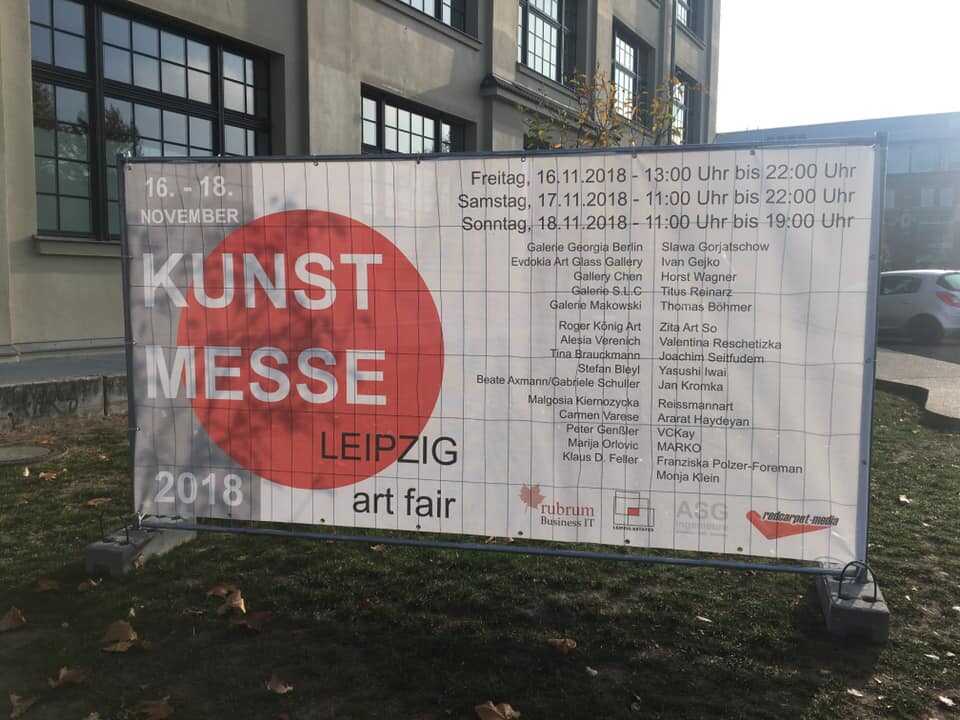 16. - 18.
NOVEMBER
KUNST
MESSE
LEIPZIG
art fair
2018
Freitag, 16.11.2018 - 13:00 Uhr bis 22:00 Uhr
Samstag, 17.11.2018 - 11:00 Uhr bis 22:00 Uhr
Sonntag, 18.11.2018 - 11:00 Uhr bis 19:00 Uhr
Galerie Georgia Berlin
Evdokia Art Glass Gallery
Gallery Chen
Galerie S.L.C
Galerie Makowski
Roger König Art
Alesia Verenich
Tina Brauckmann
Stefan Bleyl
Beate Axmann/Gabriele Schuller
Malgosia Kiernozycka
Carmen Varese
Peter Genßler
Marija Orlovic
Klaus D. Feller
Slawa Gorjatschow
Ivan Gejko
Horst Wagner
Titus Reinarz
Thomas Böhmer
Zita Art So
Valentina Reschetizka
Joachim Seitfudem
Yasushi Iwai
Jan Kromka
Reissmannart
Ararat Haydeyan
VCKay
MARKO
Franziska Polzer-Foreman
Monja Klein
rubrum
Business IT
LEIPZIG ESTATES
ASG
redcarpet-media